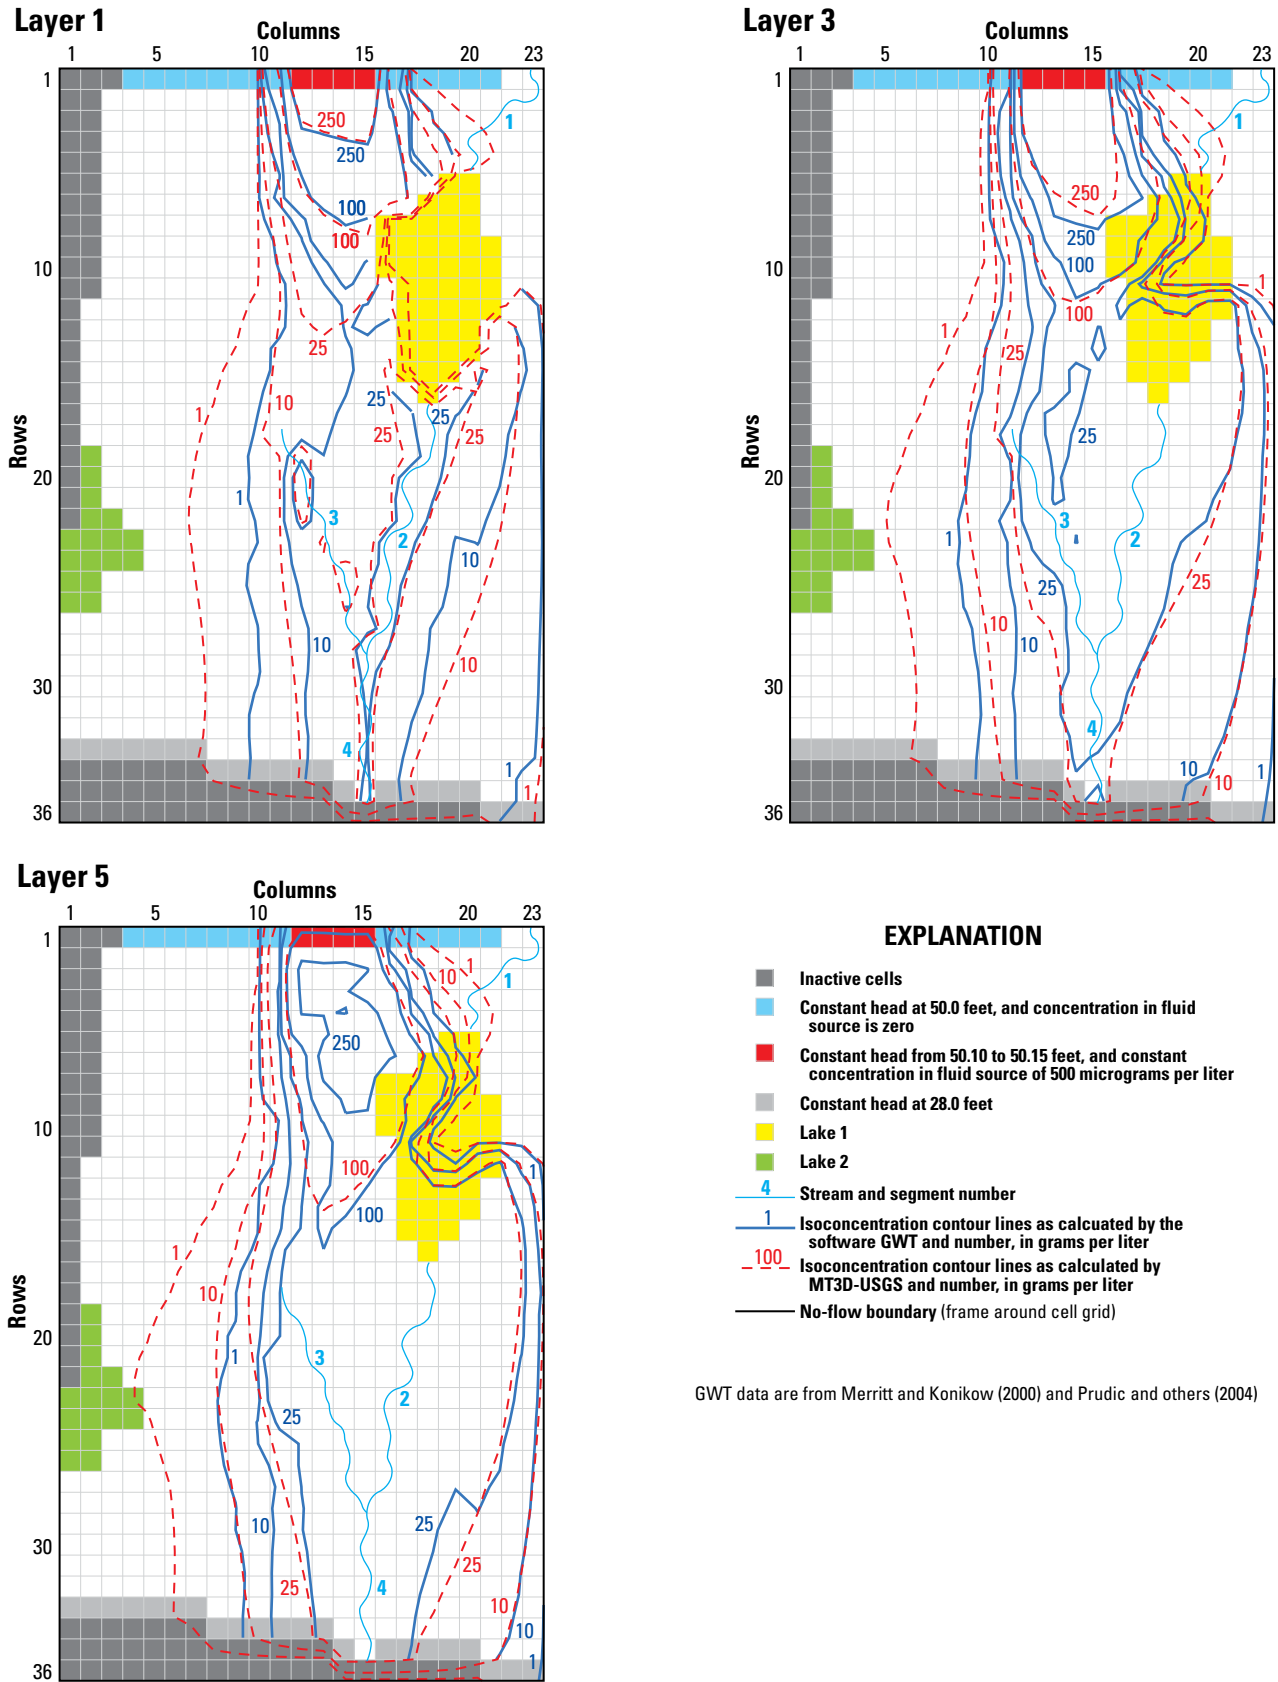 Layer 1
Columns
1 5 10 15 20 23
1
10
Rows
20
30
36
250
250
100
100
25
10
1
25
25
25
25
1
10
10
10
1
1
1
2
3
4
Layer 3
Columns
1 5 10 15 20 23
1
10
Rows
20
30
36
250
250
100
100
1
1
25
25
1
25
25
10
10
10
10
1
1
2
3
4
Layer 5
Columns
1 5 10 15 20 23
1
10
Rows
20
30
36
10
1
250
100
100
1
1
10
1
25
10
25
25
25
10
10
1
1
2
3
4
EXPLANATION
Inactive cells
Constant head at 50.0 feet, and concentration in fluid
source is zero
Constant head from 50.10 to 50.15 feet, and constant
concentration in fluid source of 500 micrograms per liter
Constant head at 28.0 feet
Lake 1
Lake 2
4 Stream and segment number
1 Isoconcentration contour lines as calcuated by the
software GWT and number, in grams per liter
100 Isoconcentration contour lines as calculated by
MT3D-USGS and number, in grams per liter
No-flow boundary (frame around cell grid)
GWT data are from Merritt and Konikow (2000) and Prudic and others (2004)